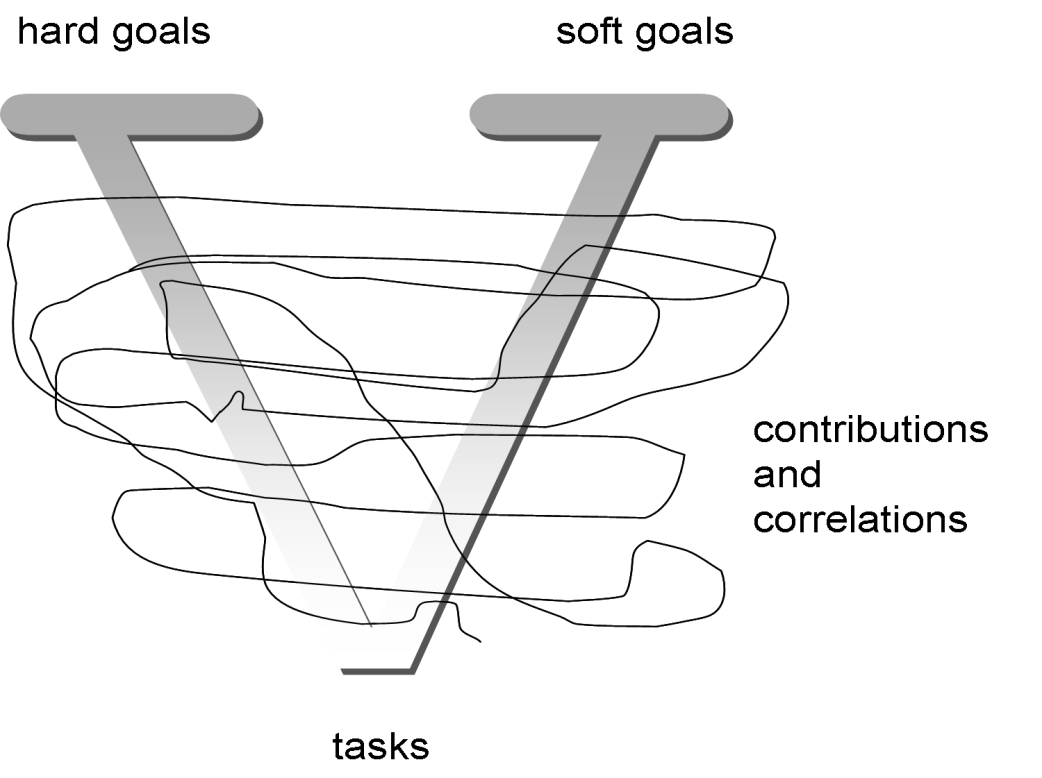 hard goals
soft goals
contributions
and
correlations
tasks